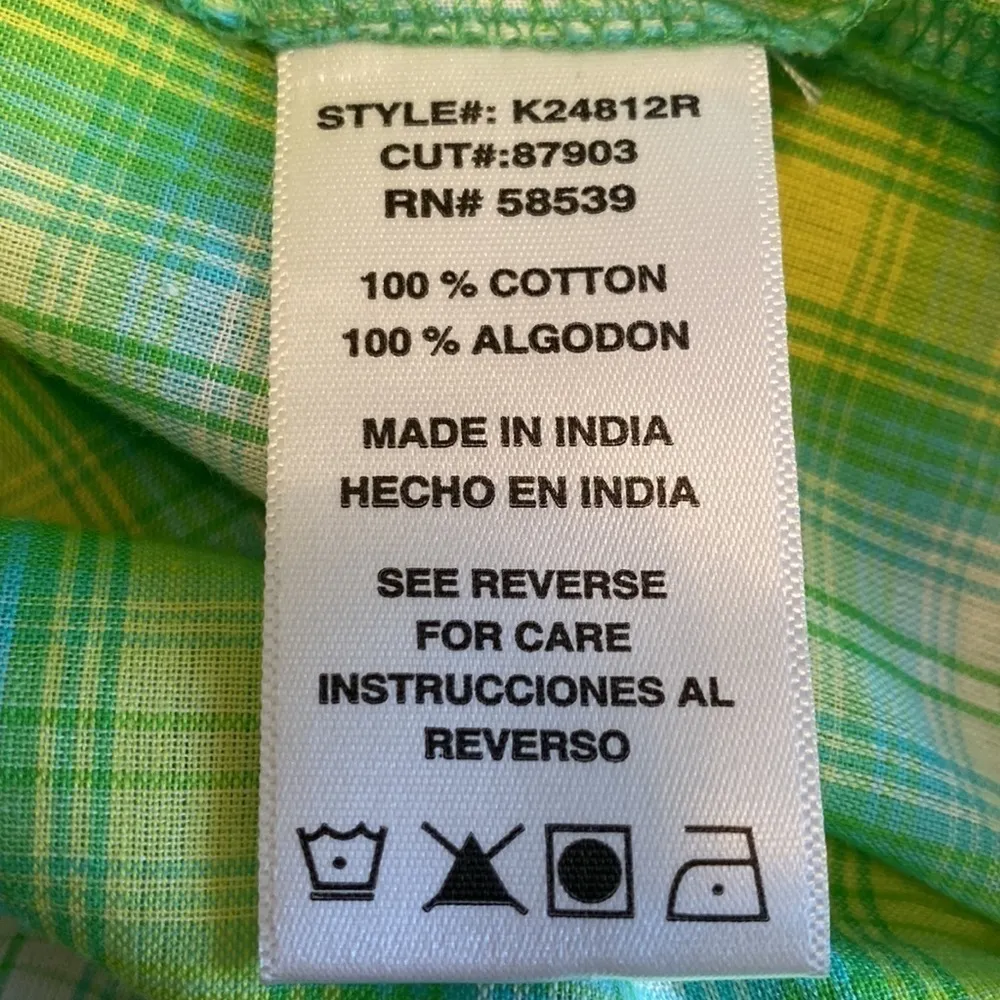 STYLE#: K24812R
CUT#:87903
RN# 58539
100 % COTTON
100 % ALGODON
MADE IN INDIA
HECHO EN INDIA
SEE REVERSE
FOR CARE
INSTRUCCIONES AL
REVERSO